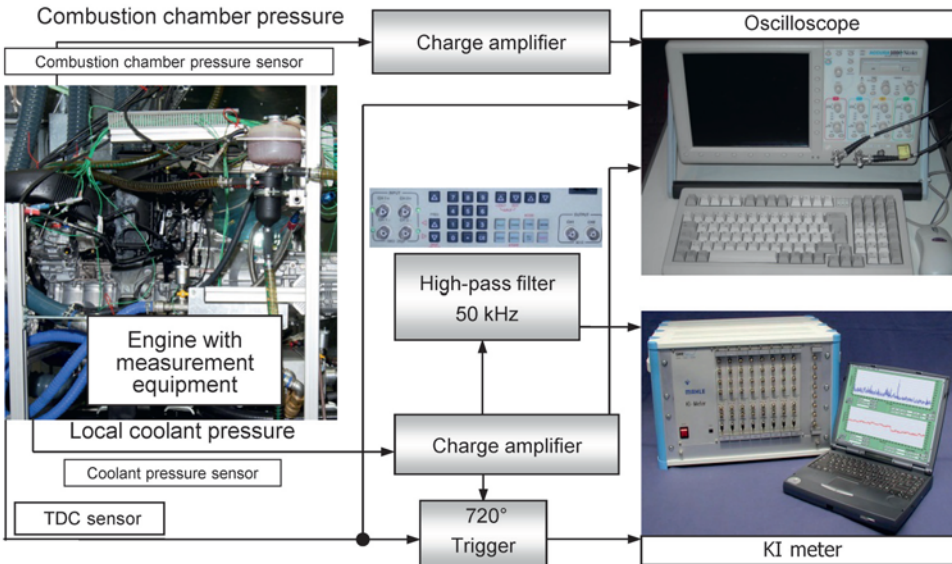 Combustion chamber pressure
Charge amplifier
Oscilloscope
Combustion chamber pressure sensor
High-pass filter
50 kHz
Engine with
measurement
equipment
Local coolant pressure
Charge amplifier
Coolant pressure sensor
TDC sensor
720°
Trigger
KI meter